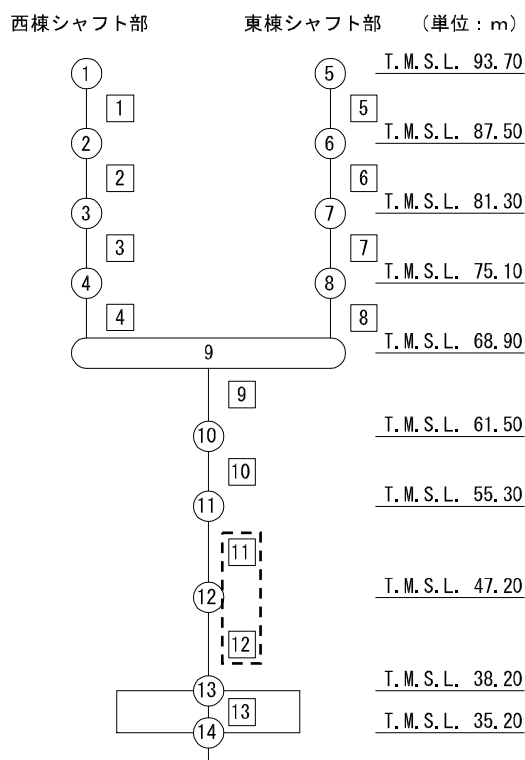 西棟シャフト部 東棟シャフト部 (単位:m)
① ⑤ T.M.S.L. 93.70
1 5
② ⑥ T.M.S.L. 87.50
2 6
③ ⑦ T.M.S.L. 81.30
3 7
④ ⑧ T.M.S.L. 75.10
4 8
9 T.M.S.L. 68.90
9
⑩ T.M.S.L. 61.50
10
⑪ T.M.S.L. 55.30
11
⑫ T.M.S.L. 47.20
12
⑬ T.M.S.L. 38.20
13
⑭ T.M.S.L. 35.20